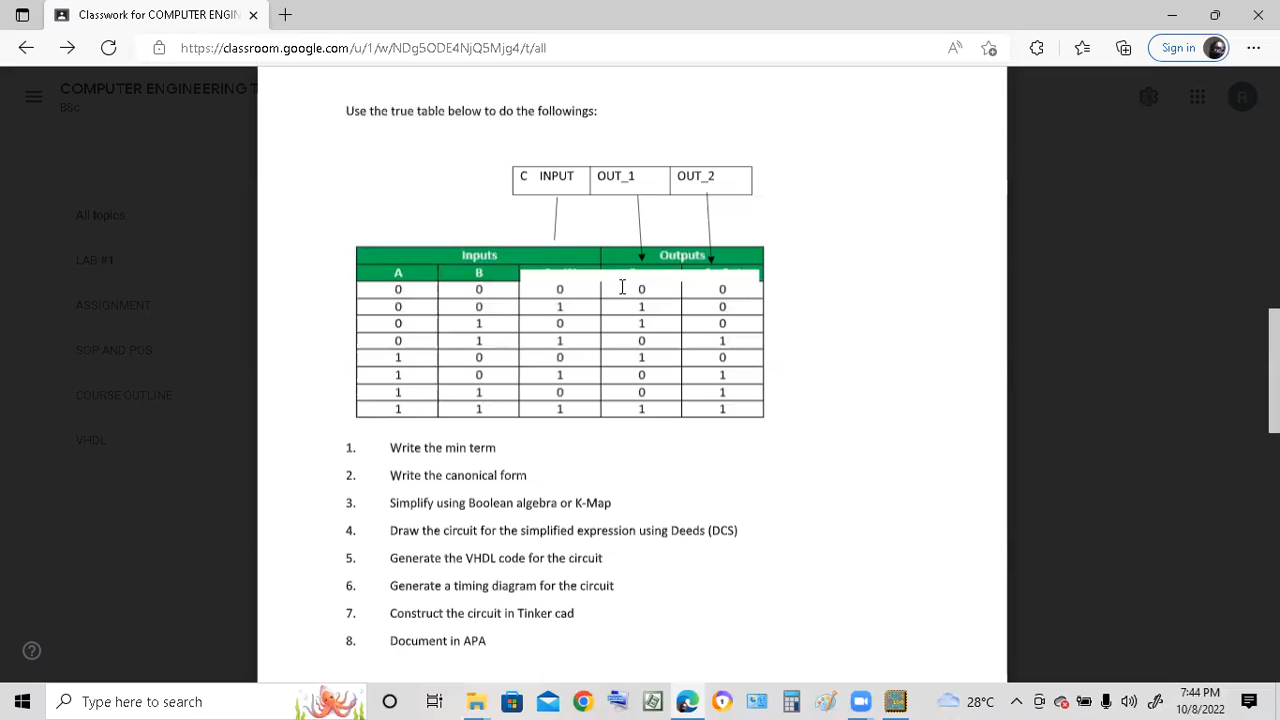 Classwork for COMPUTER ENGINEER
https://classroom.google.com/u/1/w/NDg5ODE4NjQ5Mjg4/t/all
Sign in
COMPUTER ENGINEERING T
BSc
R
All topics
LAB #1
ASSIGNMENT
SOP AND POS
COURSE OUTLINE
VHDL
Use the true table below to do the followings:
C INPUT OUT_1 OUT_2
Inputs Outputs
A B
0 0 0 0 0
0 0 1 1 0
0 1 0 1 0
0 1 1 0 1
1 0 0 1 0
1 0 1 0 1
1 1 0 0 1
1 1 1 1 1
1. Write the min term
2. Write the canonical form
3. Simplify using Boolean algebra or K-Map
4. Draw the circuit for the simplified expression using Deeds (DCS)
5. Generate the VHDL code for the circuit
6. Generate a timing diagram for the circuit
7. Construct the circuit in Tinker cad
8. Document in APA
Type here to search
28°C
7:44 PM
10/8/2022